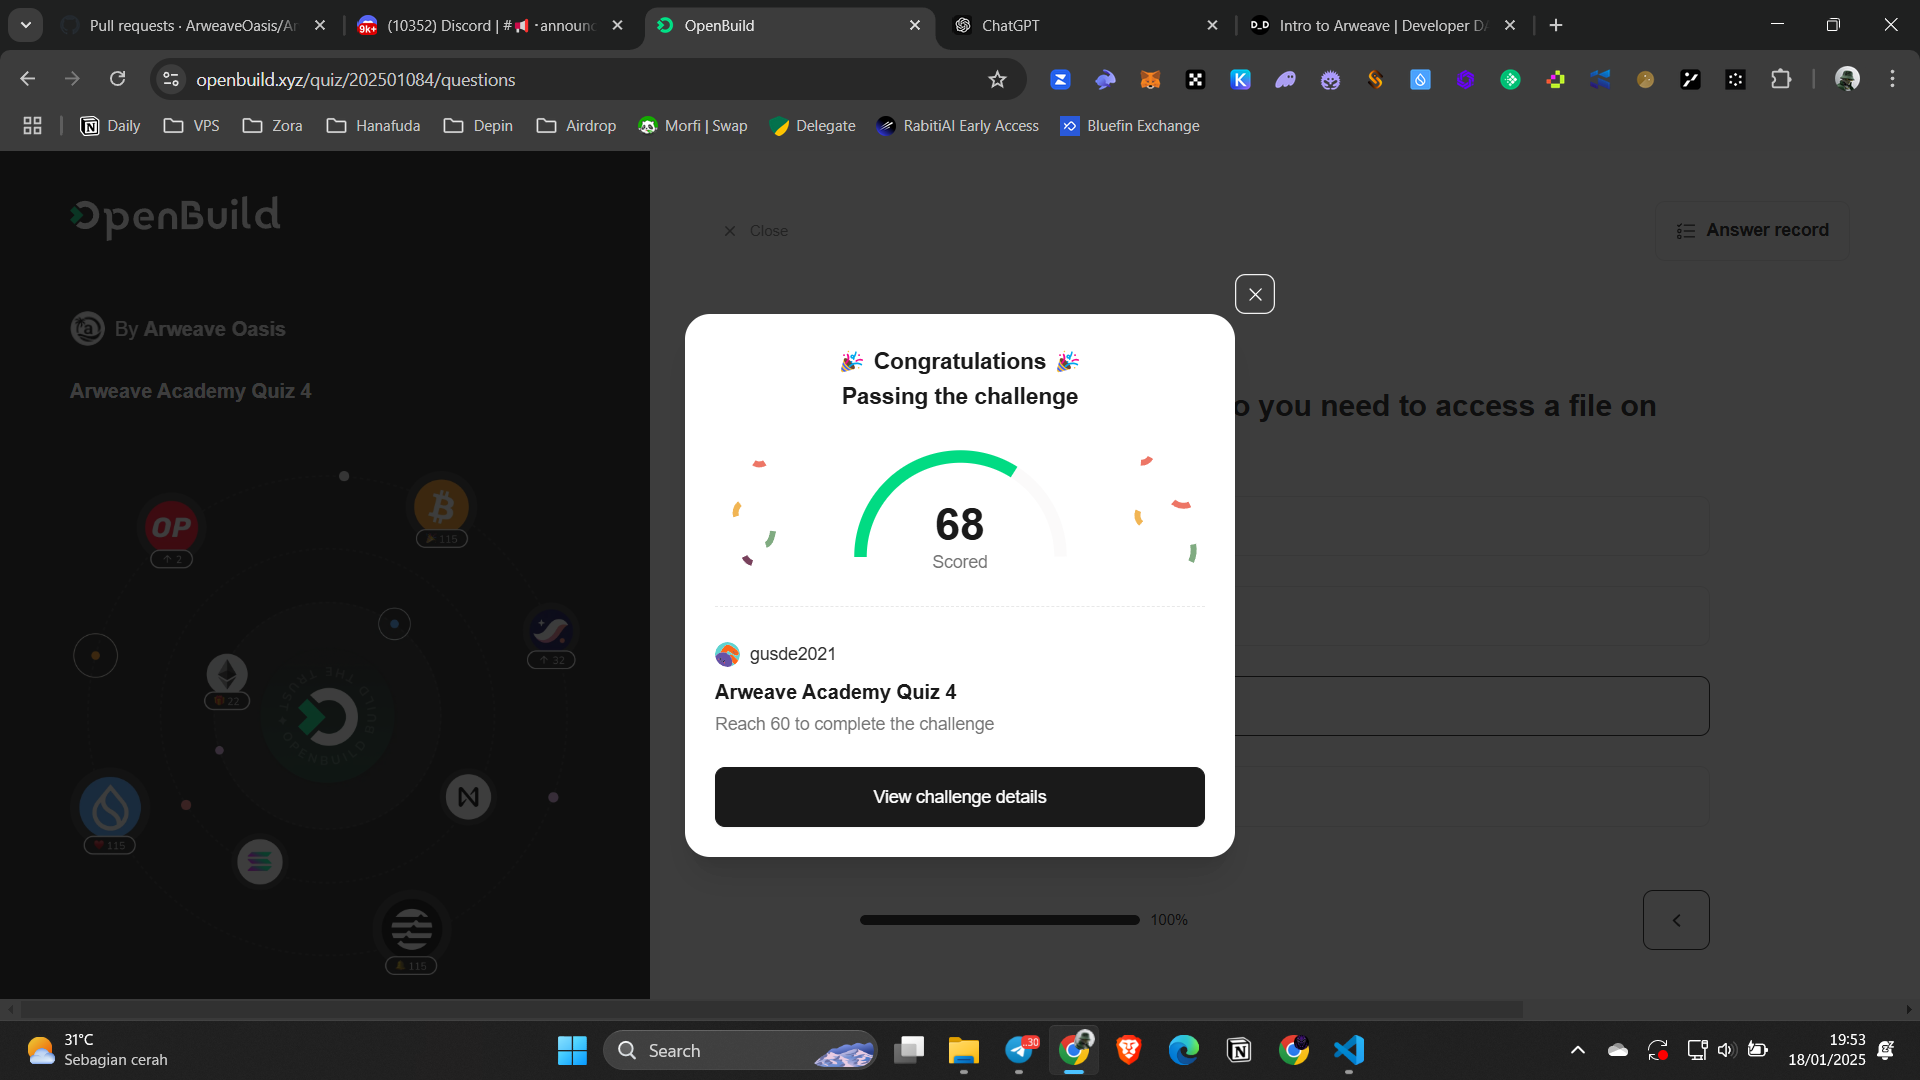 Pull requests · ArweaveOasis/Ar
(10352) Discord | # · announc
OpenBuild
ChatGPT
Intro to Arweave | Developer DA
openbuild.xyz/quiz/202501084/questions
Daily
VPS
Zora
Hanafuda
Depin
Airdrop
Morfi | Swap
Delegate
RabitiAI Early Access
Bluefin Exchange
OpenBuild
Close
Answer record
By Arweave Oasis
Arweave Academy Quiz 4
o you need to access a file on
Congratulations
Passing the challenge
68
Scored
gusde2021
Arweave Academy Quiz 4
Reach 60 to complete the challenge
View challenge details
OP
2
115
32
22
115
115
100%
31°C
Sebagian cerah
Search
..30
19:53
18/01/2025